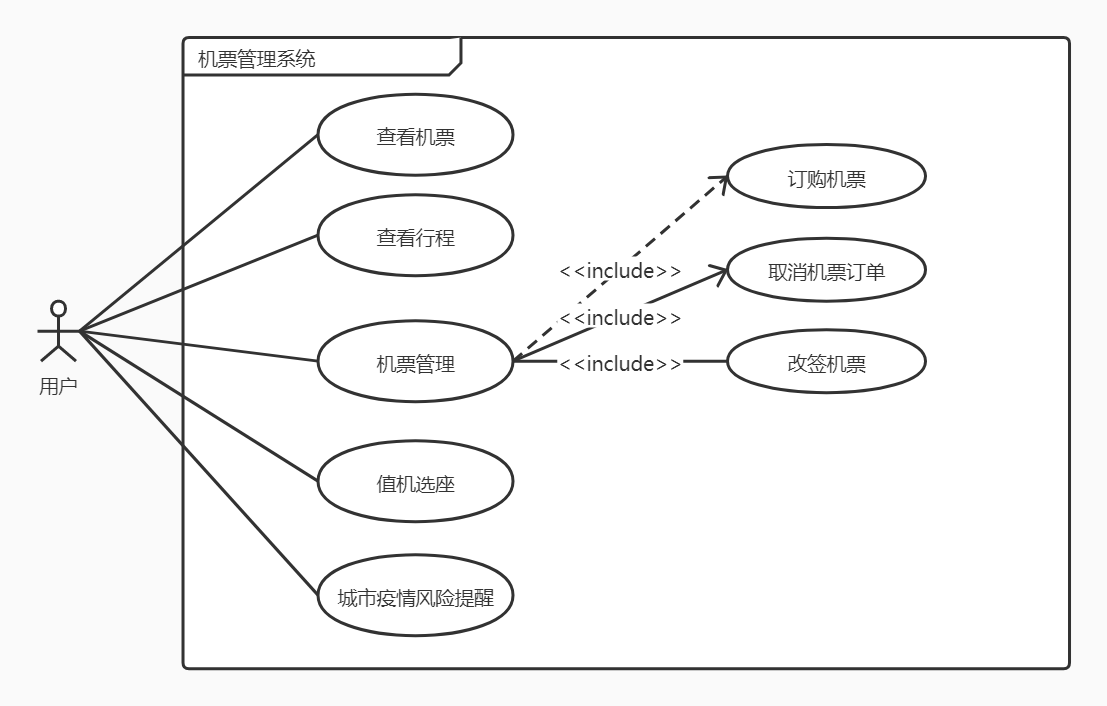 机票管理系统
查看机票
订购机票
查看行程
<<include>>
取消机票订单
<<include>>
用户
机票管理
<<include>>
改签机票
值机选座
城市疫情风险提醒